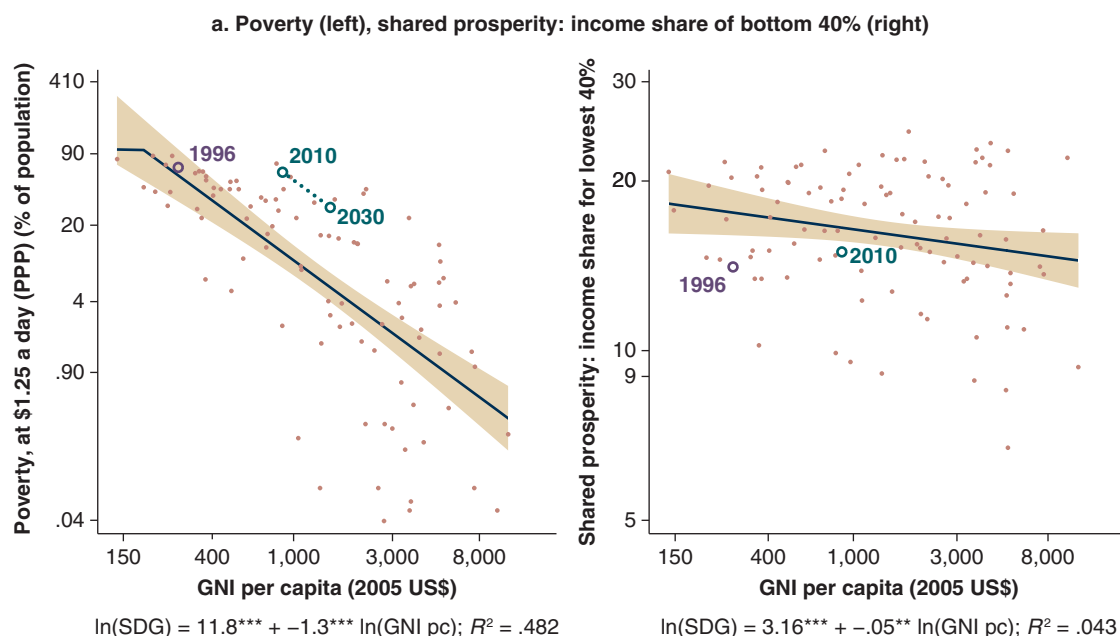 a. Poverty (left), shared prosperity: income share of bottom 40% (right)
Poverty, at $1.25 a day (PPP) (% of population)
410
90
20
4
.90
.04
1996
2010
2030
150 400 1,000 3,000 8,000
GNI per capita (2005 US$)
ln(SDG) = 11.8*** + –1.3*** ln(GNI pc); R² = .482
Shared prosperity: income share for lowest 40%
30
20
10
9
5
2010
1996
150 400 1,000 3,000 8,000
GNI per capita (2005 US$)
ln(SDG) = 3.16*** + –.05** ln(GNI pc); R² = .043